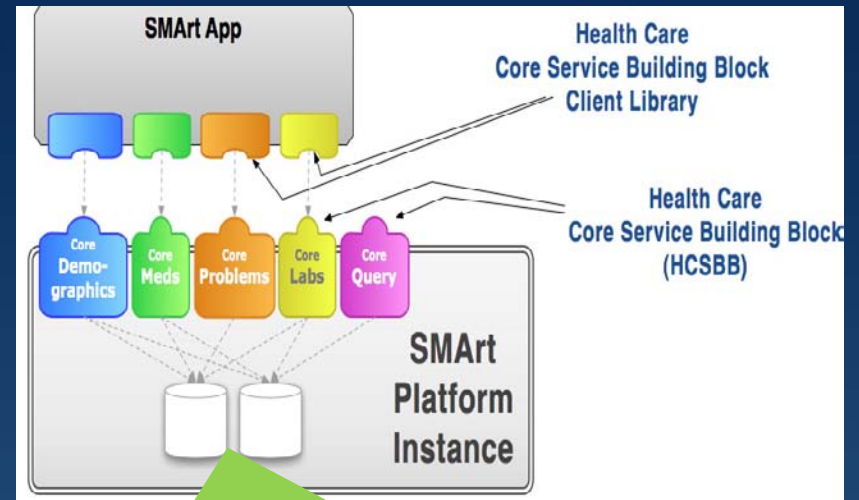 SMArt App
Health Care
Core Service Building Block
Client Library
Health Care
Core Service Building Block
(HCSBB)
Core
Demo-
graphics
Core
Meds
Core
Problems
Core
Labs
Core
Query
SMArt
Platform
Instance